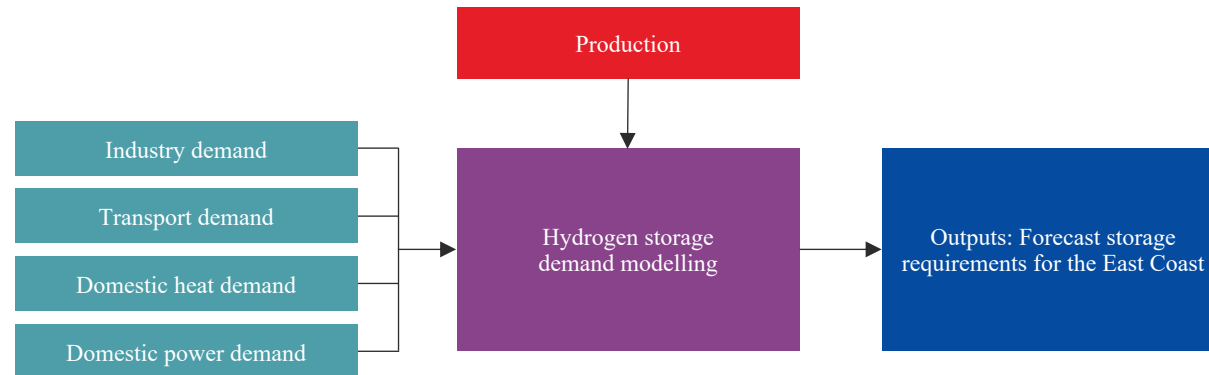 Production
Industry demand
Transport demand
Domestic heat demand
Domestic power demand
Hydrogen storage
demand modelling
Outputs: Forecast storage
requirements for the East Coast